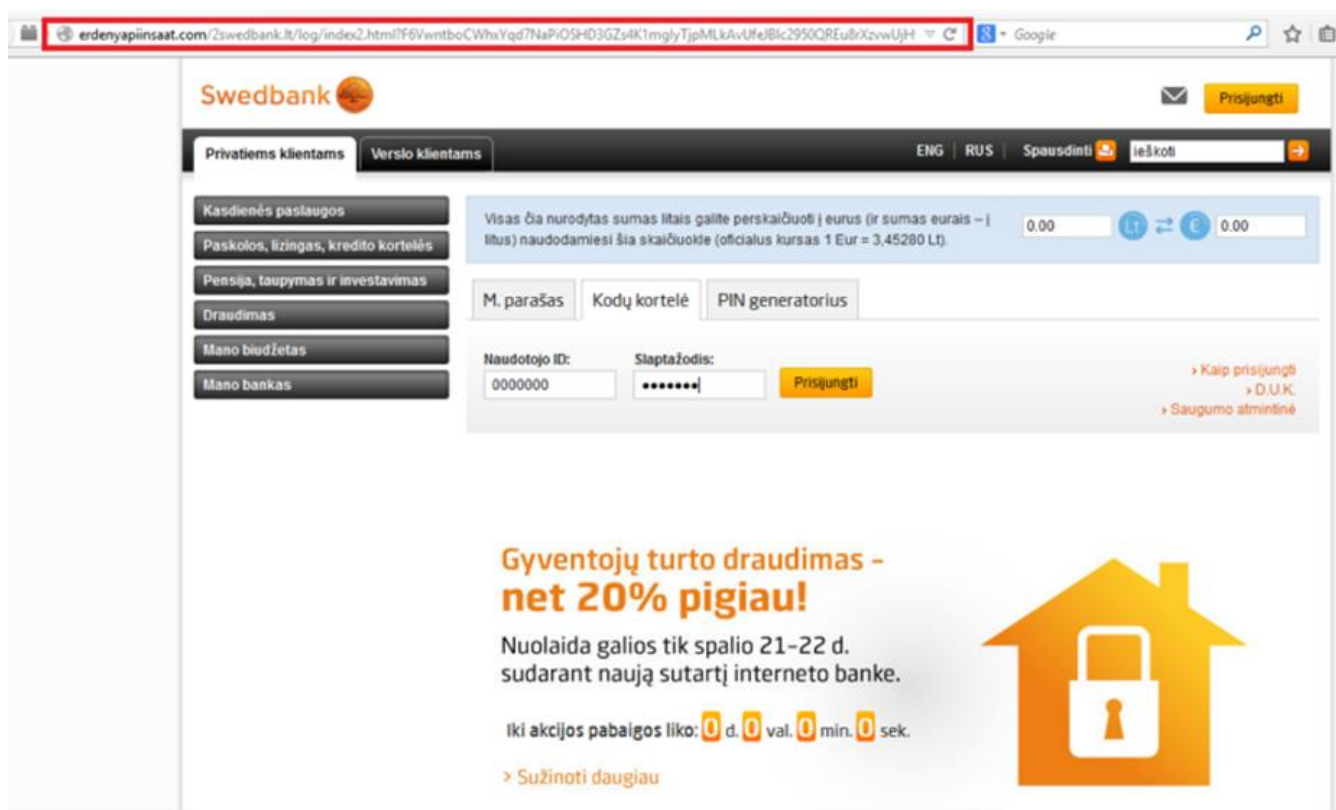 erdenyapiinsaat.com/2swedbank.lt/log/index2.html?F6VwntboCWhxYqd7NaPiOSHD3GZs4K1mglyTjpMLkAvUfeJBlc2950QREu8rXzvwUjH
Google
Swedbank
Prisijungti
Privatiems klientams
Verslo klientams
ENG | RUS | Spausdinti
ieškoti
Kasdienės paslaugos
Paskolos, lizingas, kredito kortelės
Pensija, taupymas ir investavimas
Draudimas
Mano biudžetas
Mano bankas
Visas čia nurodytas sumas litais galite perskaičiuoti į eurus (ir sumas eurais – į
litus) naudodamiesi šia skaičiuokle (oficialus kursas 1 Eur = 3,45280 Lt).
0.00 Lt € 0.00
M. parašas
Kodų kortelė
PIN generatorius
Naudotojo ID:
Slaptažodis:
0000000
Prisijungti
› Kaip prisijungti
› D.U.K.
› Saugumo atmintinė
Gyventojų turto draudimas –
net 20% pigiau!
Nuolaida galios tik spalio 21–22 d.
sudarant naują sutartį interneto banke.
Iki akcijos pabaigos liko: 0 d. 0 val. 0 min. 0 sek.
› Sužinoti daugiau